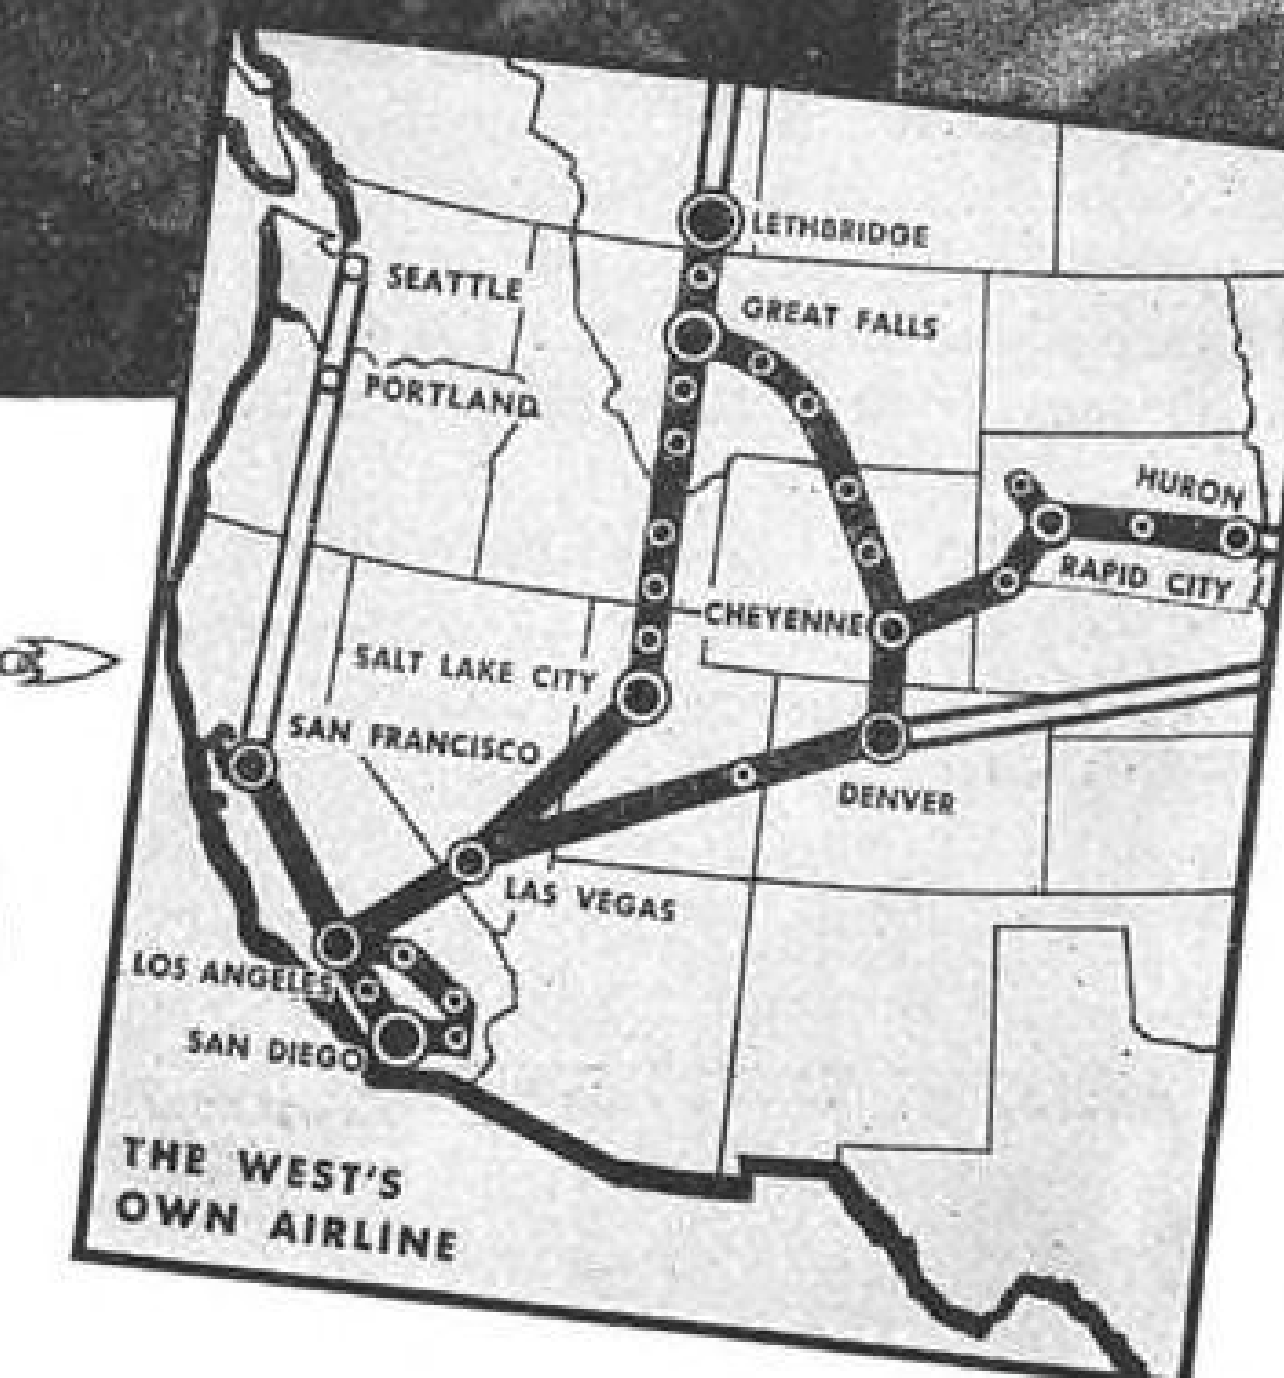 LETHBRIDGE
SEATTLE
GREAT FALLS
PORTLAND
HURON
RAPID CITY
CHEYENNE
SALT LAKE CITY
SAN FRANCISCO
DENVER
LAS VEGAS
LOS ANGELES
SAN DIEGO
THE WEST'S
OWN AIRLINE